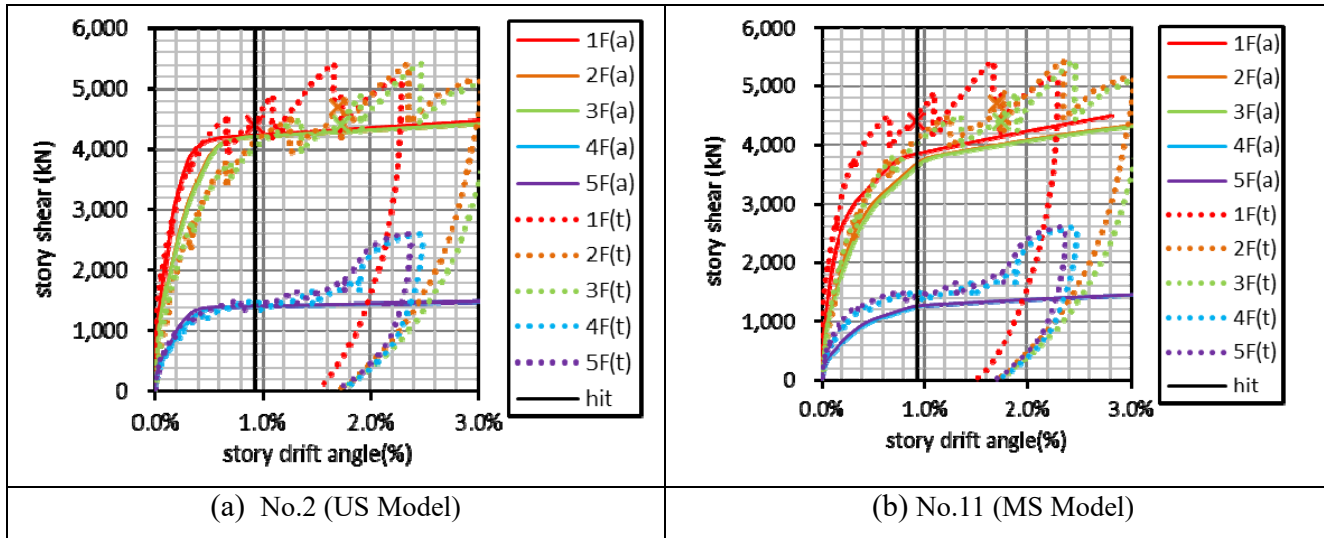 6,000
5,000
4,000
3,000
2,000
1,000
0
story shear (kN)
0.0% 1.0% 2.0% 3.0%
story drift angle(%)
1F(a)
2F(a)
3F(a)
4F(a)
5F(a)
1F(t)
2F(t)
3F(t)
4F(t)
5F(t)
hit
6,000
5,000
4,000
3,000
2,000
1,000
0
story shear (kN)
0.0% 1.0% 2.0% 3.0%
story drift angle(%)
1F(a)
2F(a)
3F(a)
4F(a)
5F(a)
1F(t)
2F(t)
3F(t)
4F(t)
5F(t)
hit
(a) No.2 (US Model)
(b) No.11 (MS Model)